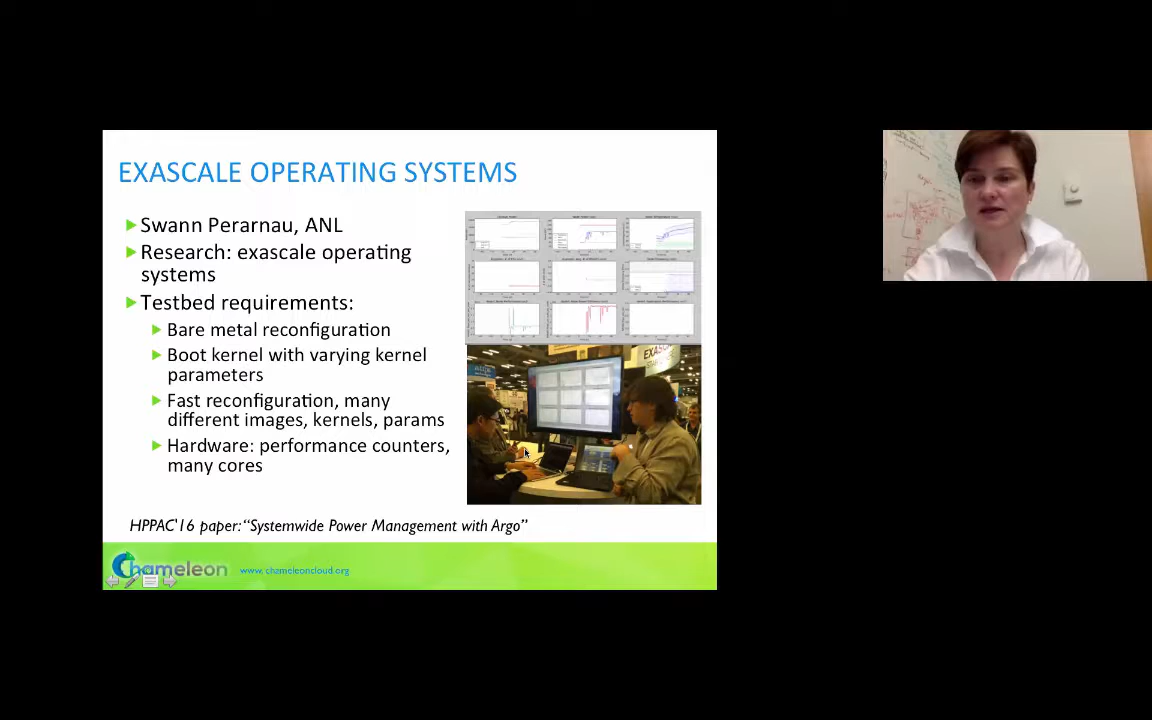 EXASCALE OPERATING SYSTEMS
Swann Perarnau, ANL
Research: exascale operating
systems
Testbed requirements:
Bare metal reconfiguration
Boot kernel with varying kernel
parameters
Fast reconfiguration, many
different images, kernels, params
Hardware: performance counters,
many cores
HPPAC'16 paper: “Systemwide Power Management with Argo”
Chameleon
www.chameleoncloud.org